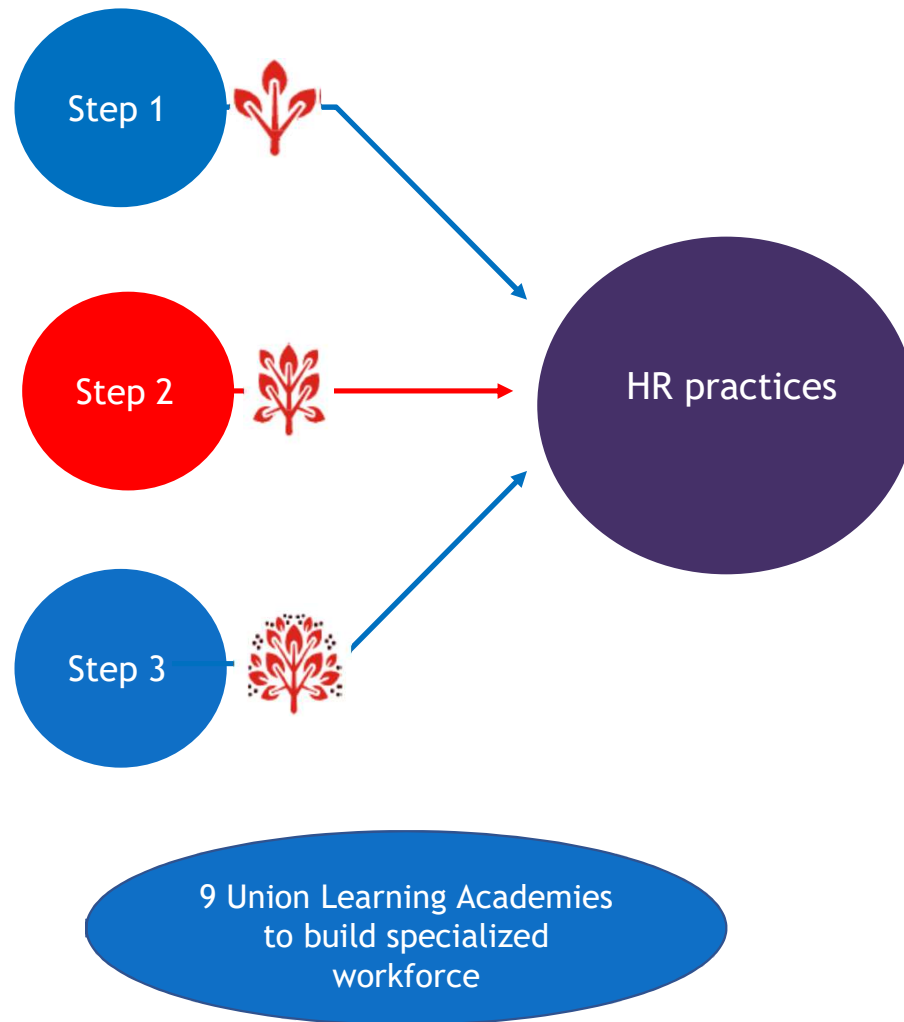 Step 1
Step 2
HR practices
Step 3
9 Union Learning Academies
to build specialized
workforce